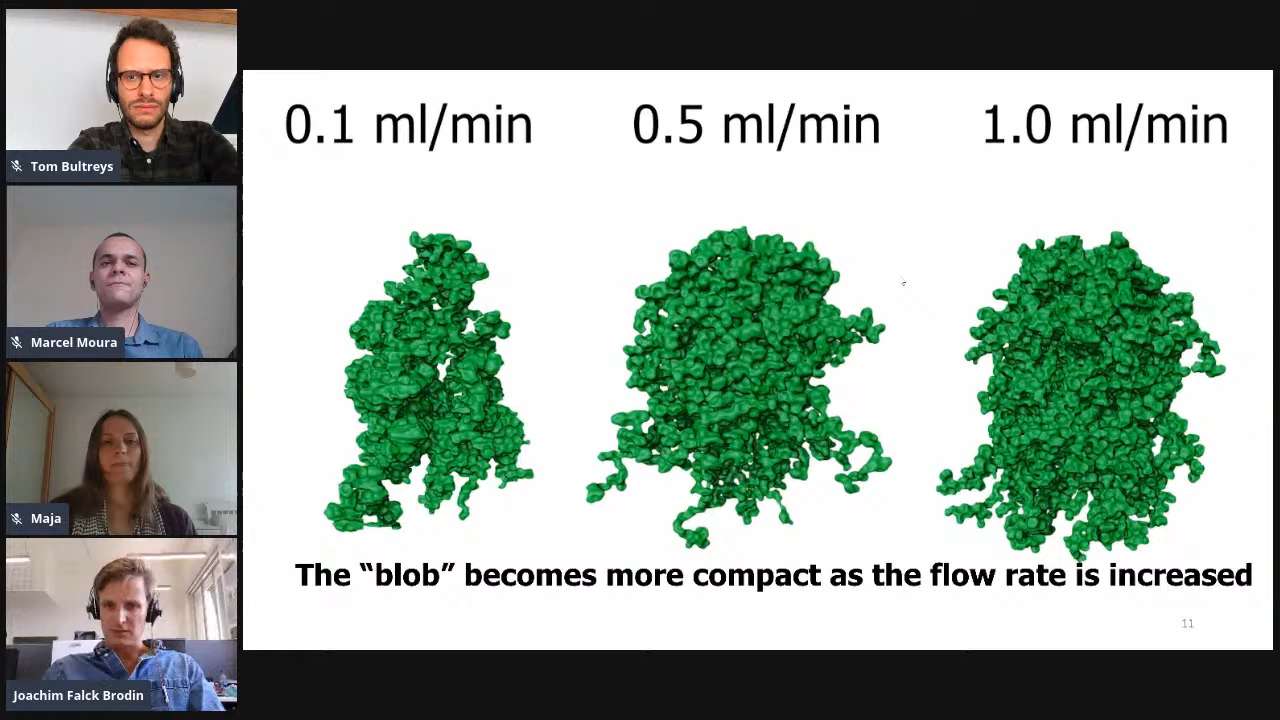 Tom Bultreys
Marcel Moura
Maja
Joachim Falck Brodin
0.1 ml/min
0.5 ml/min
1.0 ml/min
The “blob” becomes more compact as the flow rate is increased
11